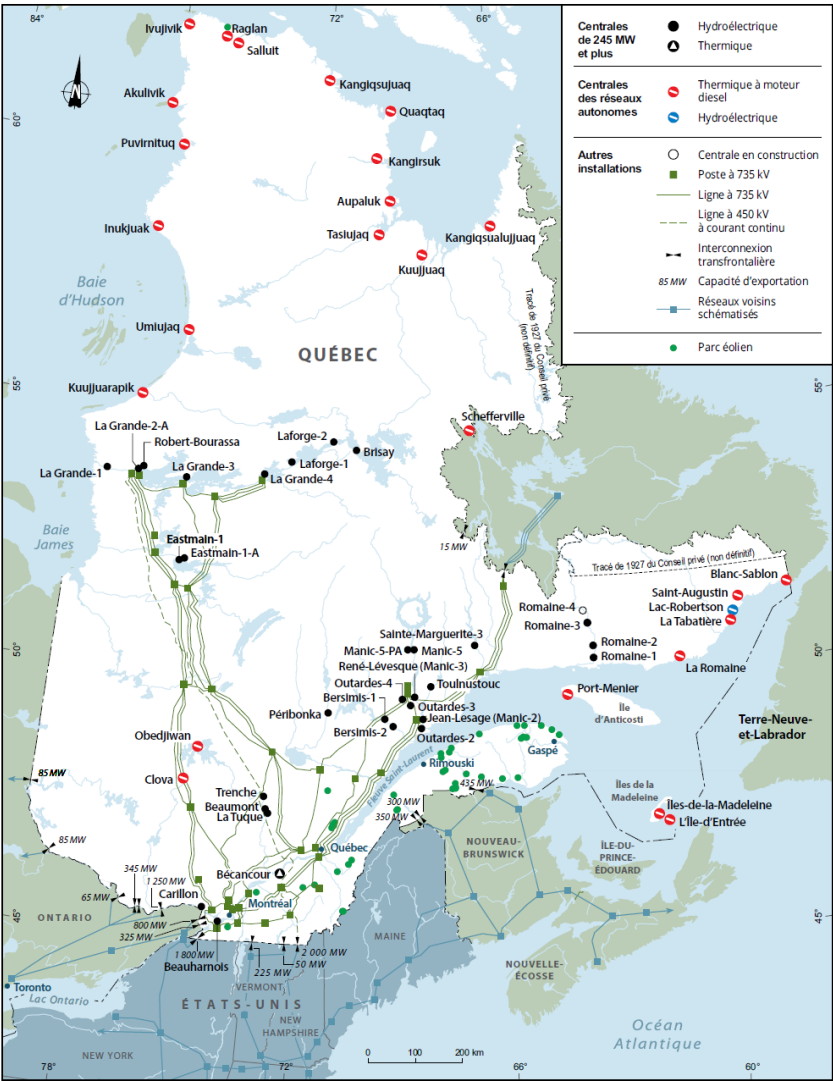 84°
72°
66°
Ivujivik
Raglan
Salluit
Kangiqsujuaq
Akulivik
Quaqtaq
N
60°
Puvirnituq
Kangirsuk
Aupaluk
Inukjuak
Tasiujaq
Kangiqsualujjuaq
Kuujjuaq
Baie
d'Hudson
Tracé de 1927 du Conseil privé
(non définitif)
Umiujaq
QUÉBEC
55°
55°
Kuujjuarapik
Schefferville
La Grande-2-A
Robert-Bourassa
Laforge-2
Brisay
La Grande-1
La Grande-3
Laforge-1
La Grande-4
Baie
James
Eastmain-1
Eastmain-1-A
15 MW
Tracé de 1927 du Conseil privé (non définitif)
Blanc-Sablon
Saint-Augustin
Lac-Robertson
La Tabatière
Romaine-4
Romaine-3
Sainte-Marguerite-3
50°
50°
Manic-5-PA
Manic-5
Romaine-2
Romaine-1
La Romaine
René-Lévesque (Manic-3)
Outardes-4
Toulnustouc
Port-Menier
Bersimis-1
Outardes-3
Île
d'Anticosti
Péribonka
Jean-Lesage (Manic-2)
Bersimis-2
Outardes-2
Terre-Neuve-
et-Labrador
Obedjiwan
Gaspé
Rimouski
Fleuve Saint-Laurent
Clova
85 MW
435 MW
Îles de la
Madeleine
Trenche
Beaumont
La Tuque
300 MW
350 MW
Îles-de-la-Madeleine
L'Île-d'Entrée
85 MW
Québec
NOUVEAU-
BRUNSWICK
ÎLE-DU-
PRINCE-
ÉDOUARD
345 MW
1 250 MW
65 MW
Bécancour
Carillon
Montréal
45°
45°
ONTARIO
800 MW
325 MW
1 800 MW
Beauharnois
2 000 MW
50 MW
225 MW
MAINE
NOUVELLE-
ÉCOSSE
Toronto
Lac Ontario
VERMONT
ÉTATS-UNIS
NEW
HAMPSHIRE
NEW YORK
Océan
Atlantique
0 100 200 km
78°
72°
66°
60°
Centrales
de 245 MW
et plus
Hydroélectrique
Thermique
Centrales
des réseaux
autonomes
Thermique à moteur
diesel
Hydroélectrique
Autres
installations
Centrale en construction
Poste à 735 kV
Ligne à 735 kV
Ligne à 450 kV
à courant continu
Interconnexion
transfrontalière
85 MW Capacité d'exportation
Réseaux voisins
schématisés
Parc éolien